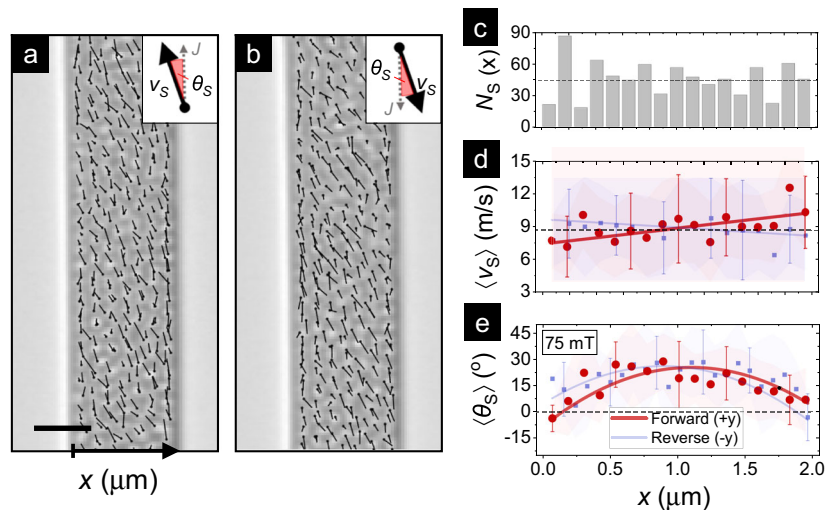 a
J
v_S
θ_S
x (μm)
b
θ_S
v_S
J
c
N_S (x)
90
60
30
0
d
⟨v_S⟩ (m/s)
15
12
9
6
3
e
⟨θ_S⟩ (º)
45
30
15
0
-15
75 mT
Forward (+y)
Reverse (-y)
0.0 0.5 1.0 1.5 2.0
x (μm)